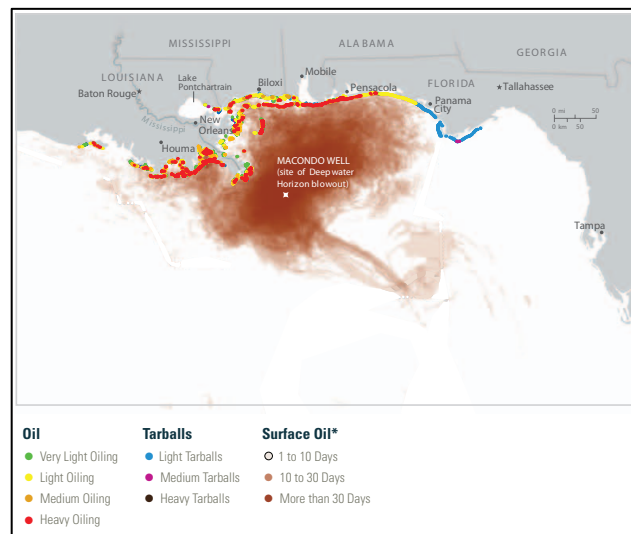 MISSISSIPPI
ALABAMA
GEORGIA
LOUISIANA
Lake
Pontchartrain
Biloxi
Mobile
Pensacola
FLORIDA
Tallahassee
Baton Rouge
Panama
City
Mississippi
New
Orleans
0 mi 50
0 km 50
Houma
MACONDO WELL
(site of Deepwater
Horizon blowout)
Tampa
Oil
Very Light Oiling
Light Oiling
Medium Oiling
Heavy Oiling
Tarballs
Light Tarballs
Medium Tarballs
Heavy Tarballs
Surface Oil*
1 to 10 Days
10 to 30 Days
More than 30 Days